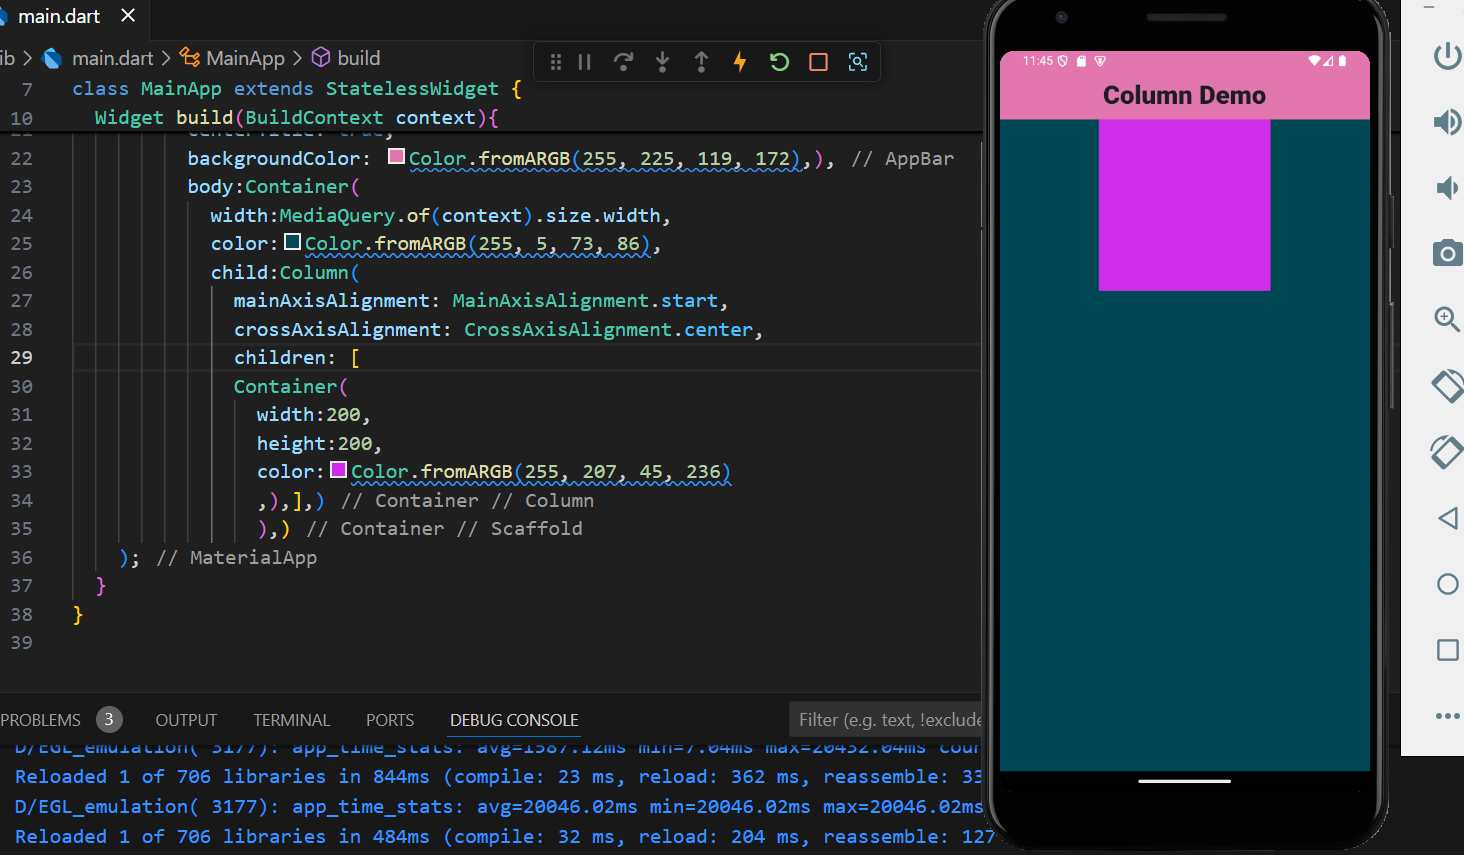 main.dart
ib > main.dart > MainApp > build
7 class MainApp extends StatelessWidget {
10 Widget build(BuildContext context){
22 backgroundColor: Color.fromARGB(255, 225, 119, 172),), // AppBar
23 body:Container(
24 width:MediaQuery.of(context).size.width,
25 color: Color.fromARGB(255, 5, 73, 86),
26 child:Column(
27 mainAxisAlignment: MainAxisAlignment.start,
28 crossAxisAlignment: CrossAxisAlignment.center,
29 children: [
30 Container(
31 width:200,
32 height:200,
33 color: Color.fromARGB(255, 207, 45, 236)
34 ,),],) // Container // Column
35 ),) // Container // Scaffold
36 ); // MaterialApp
37 }
38 }
39
PROBLEMS 3 OUTPUT TERMINAL PORTS DEBUG CONSOLE Filter (e.g. text, !exclude
D/EGL_emulation( 3177): app_time_stats: avg=1587.12ms min=7.04ms max=20432.04ms cour
Reloaded 1 of 706 libraries in 844ms (compile: 23 ms, reload: 362 ms, reassemble: 33
D/EGL_emulation( 3177): app_time_stats: avg=20046.02ms min=20046.02ms max=20046.02ms
Reloaded 1 of 706 libraries in 484ms (compile: 32 ms, reload: 204 ms, reassemble: 127
11:45
Column Demo